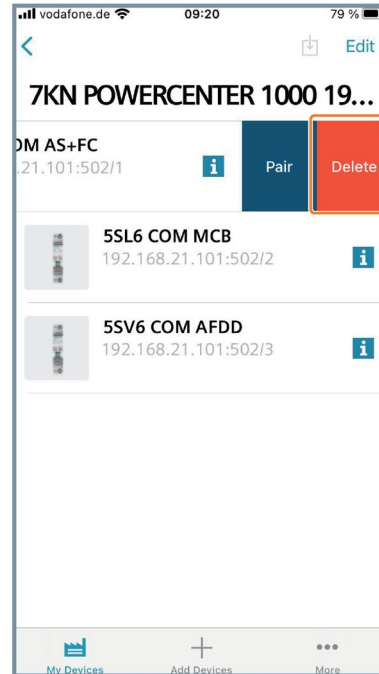 vodafone.de 09:20 79 %
Edit
7KN POWERCENTER 1000 19...
OM AS+FC
.21.101:502/1
i Pair Delete
5SL6 COM MCB
192.168.21.101:502/2
i
5SV6 COM AFDD
192.168.21.101:502/3
i
My Devices Add Devices More